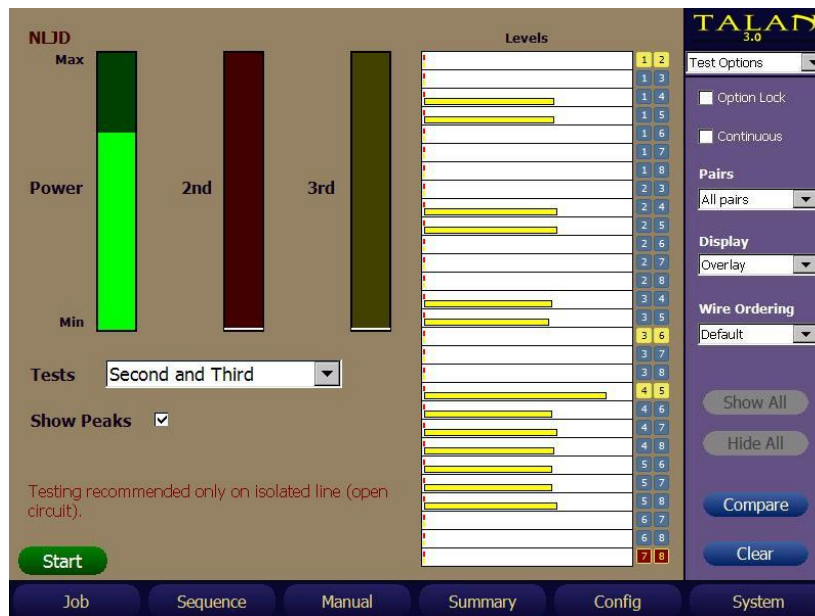 NLJD
Levels
TALAN
3.0
Max
Power
2nd
3rd
Min
Tests
Second and Third
Show Peaks
Testing recommended only on isolated line (open
circuit).
Start
1 2
1 3
1 4
1 5
1 6
1 7
1 8
2 3
2 4
2 5
2 6
2 7
2 8
3 4
3 5
3 6
3 7
3 8
4 5
4 6
4 7
4 8
5 6
5 7
5 8
6 7
6 8
7 8
Test Options
Option Lock
Continuous
Pairs
All pairs
Display
Overlay
Wire Ordering
Default
Show All
Hide All
Compare
Clear
Job
Sequence
Manual
Summary
Config
System